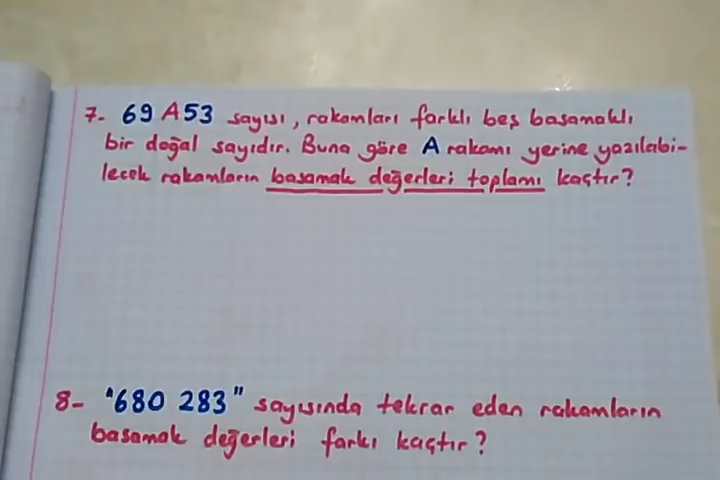 7- 69A53 sayısı, rakamları farklı beş basamaklı
bir doğal sayıdır. Buna göre A rakamı yerine yazılabi-
lecek rakamların basamak değerleri toplamı kaçtır?
8- "680 283" sayısında tekrar eden rakamların
basamak değerleri farkı kaçtır?